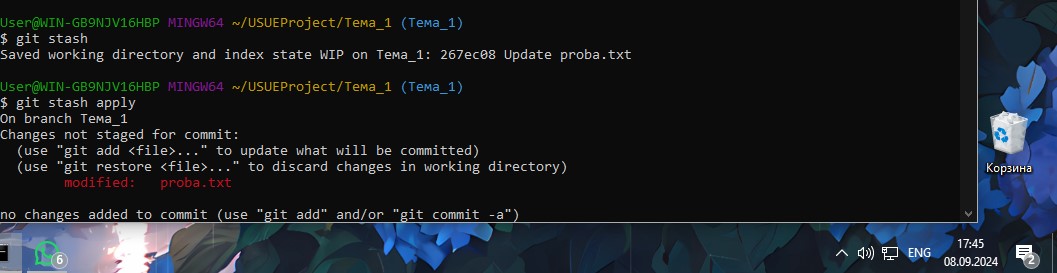 User@WIN-GB9NJV16HBP MINGW64 ~/USUEProject/Тема_1 (Тема_1)
$ git stash
Saved working directory and index state WIP on Тема_1: 267ec08 Update proba.txt
User@WIN-GB9NJV16HBP MINGW64 ~/USUEProject/Тема_1 (Тема_1)
$ git stash apply
On branch Тема_1
Changes not staged for commit:
  (use "git add <file>..." to update what will be committed)
  (use "git restore <file>..." to discard changes in working directory)
        modified:   proba.txt
no changes added to commit (use "git add" and/or "git commit -a")
Корзина
6
ENG
17:45
08.09.2024
2